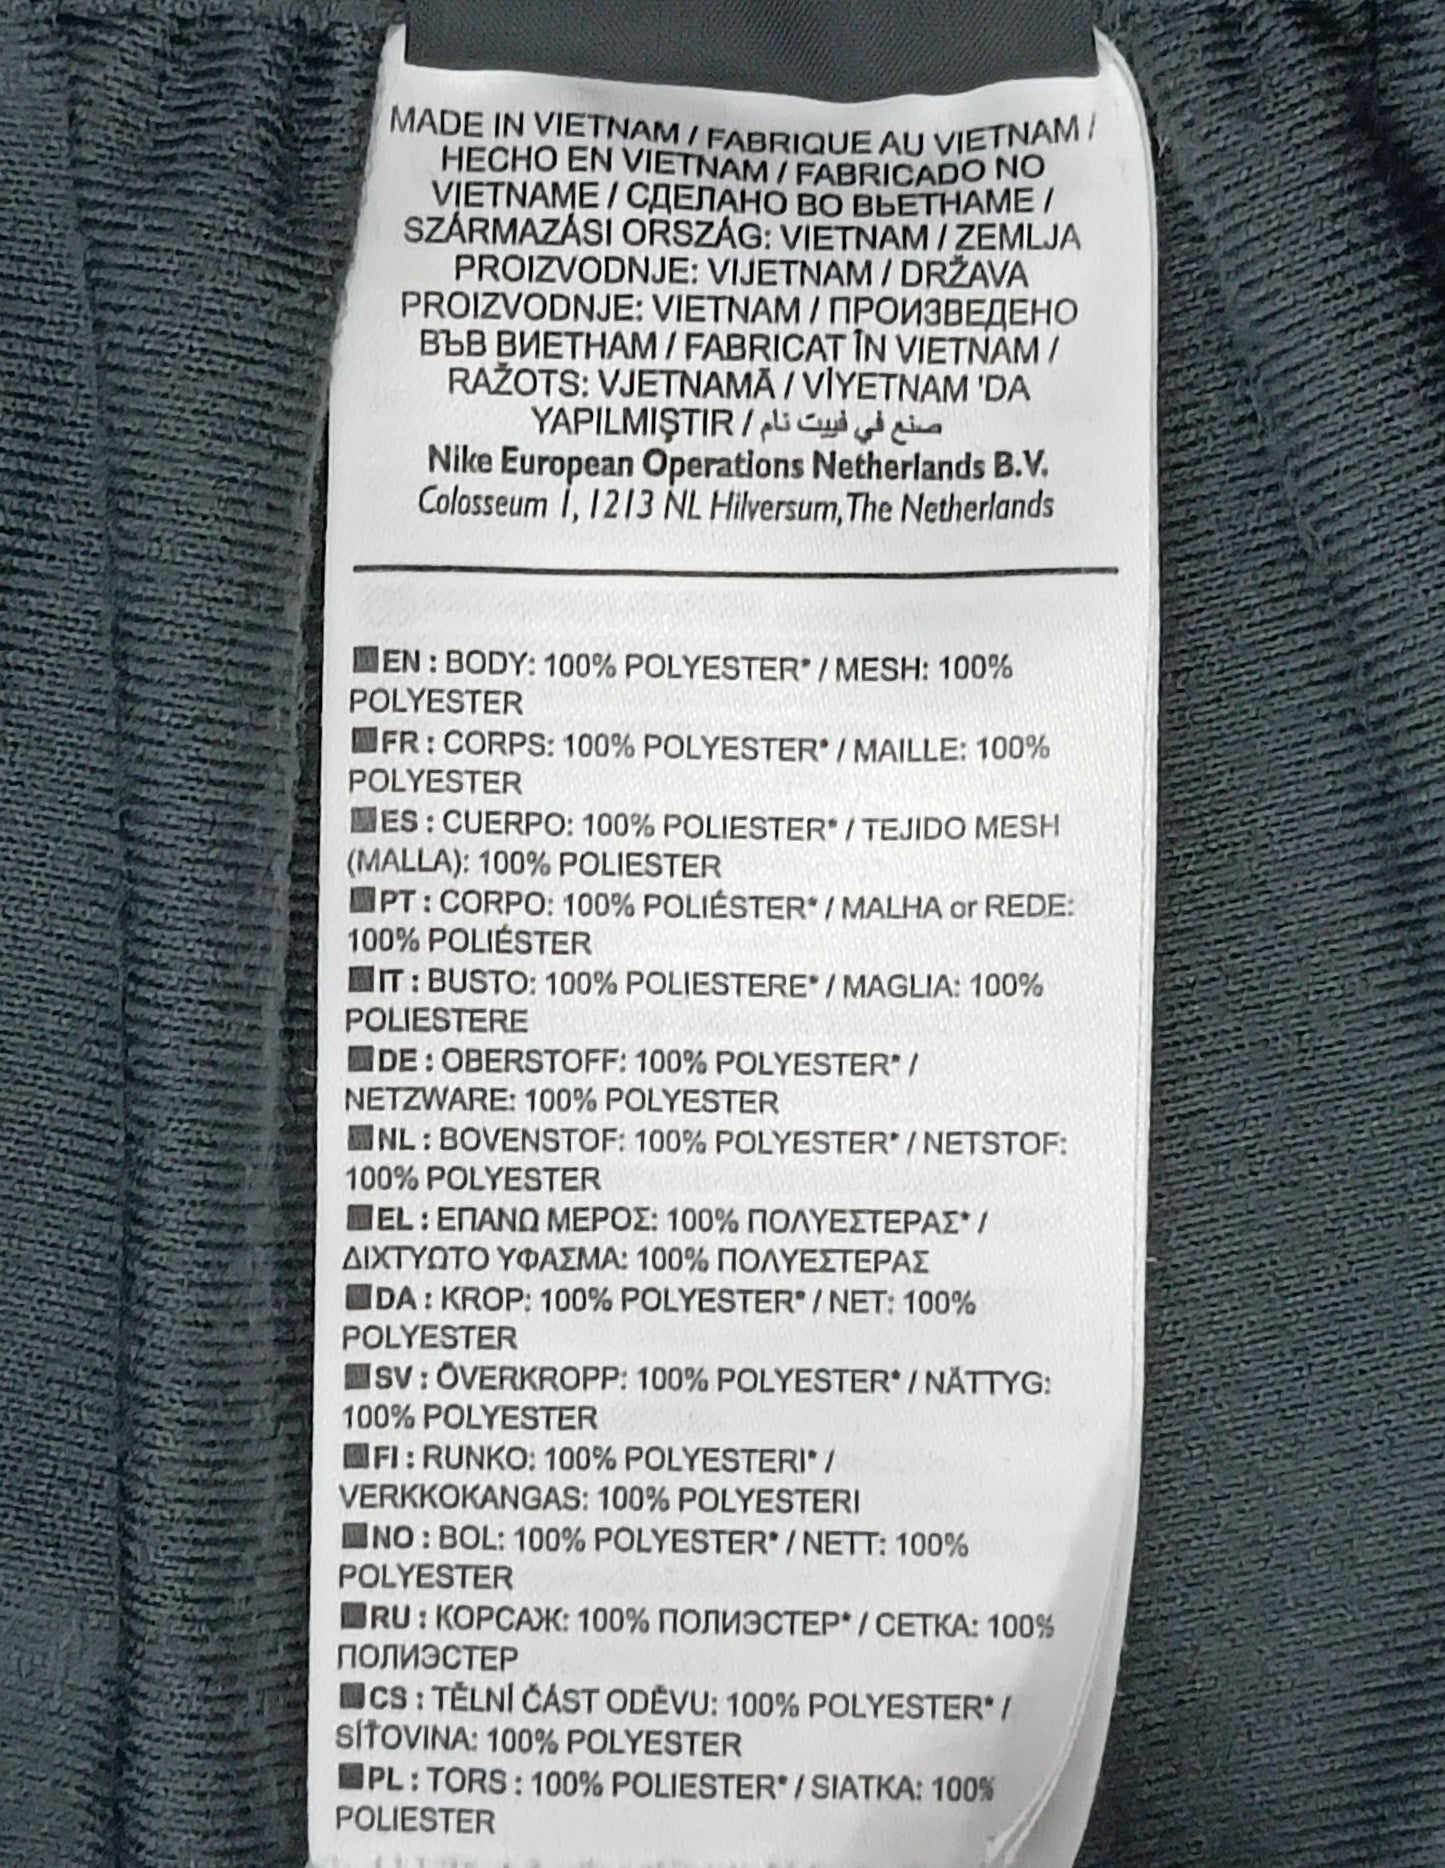 MADE IN VIETNAM / FABRIQUE AU VIETNAM /
HECHO EN VIETNAM / FABRICADO NO
VIETNAME / СДЕЛАНО ВО ВЬЕТНАМЕ /
SZÁRMAZÁSI ORSZÁG: VIETNAM / ZEMLJA
PROIZVODNJE: VIJETNAM / DRŽAVA
PROIZVODNJE: VIETNAM / ПРОИЗВЕДЕНО
ВЪВ ВИЕТНАМ / FABRICAT ÎN VIETNAM /
RAŽOTS: VJETNAMĀ / VİYETNAM 'DA
YAPILMIŞTIR / صنع في فييت نام
Nike European Operations Netherlands B.V.
Colosseum 1, 1213 NL Hilversum, The Netherlands
EN : BODY: 100% POLYESTER* / MESH: 100%
POLYESTER
FR : CORPS: 100% POLYESTER* / MAILLE: 100%
POLYESTER
ES : CUERPO: 100% POLIESTER* / TEJIDO MESH
(MALLA): 100% POLIESTER
PT : CORPO: 100% POLIÉSTER* / MALHA or REDE:
100% POLIÉSTER
IT : BUSTO: 100% POLIESTERE* / MAGLIA: 100%
POLIESTERE
DE : OBERSTOFF: 100% POLYESTER* /
NETZWARE: 100% POLYESTER
NL : BOVENSTOF: 100% POLYESTER* / NETSTOF:
100% POLYESTER
EL : ΕΠΑΝΩ ΜΕΡΟΣ: 100% ΠΟΛΥΕΣΤΕΡΑΣ* /
ΔΙΧΤΥΩΤΟ ΥΦΑΣΜΑ: 100% ΠΟΛΥΕΣΤΕΡΑΣ
DA : KROP: 100% POLYESTER* / NET: 100%
POLYESTER
SV : ÖVERKROPP: 100% POLYESTER* / NÄTTYG:
100% POLYESTER
FI : RUNKO: 100% POLYESTERI* /
VERKKOKANGAS: 100% POLYESTERI
NO : BOL: 100% POLYESTER* / NETT: 100%
POLYESTER
RU : КОРСАЖ: 100% ПОЛИЭСТЕР* / СЕТКА: 100%
ПОЛИЭСТЕР
CS : TĚLNÍ ČÁST ODĚVU: 100% POLYESTER* /
SÍŤOVINA: 100% POLYESTER
PL : TORS : 100% POLIESTER* / SIATKA: 100%
POLIESTER